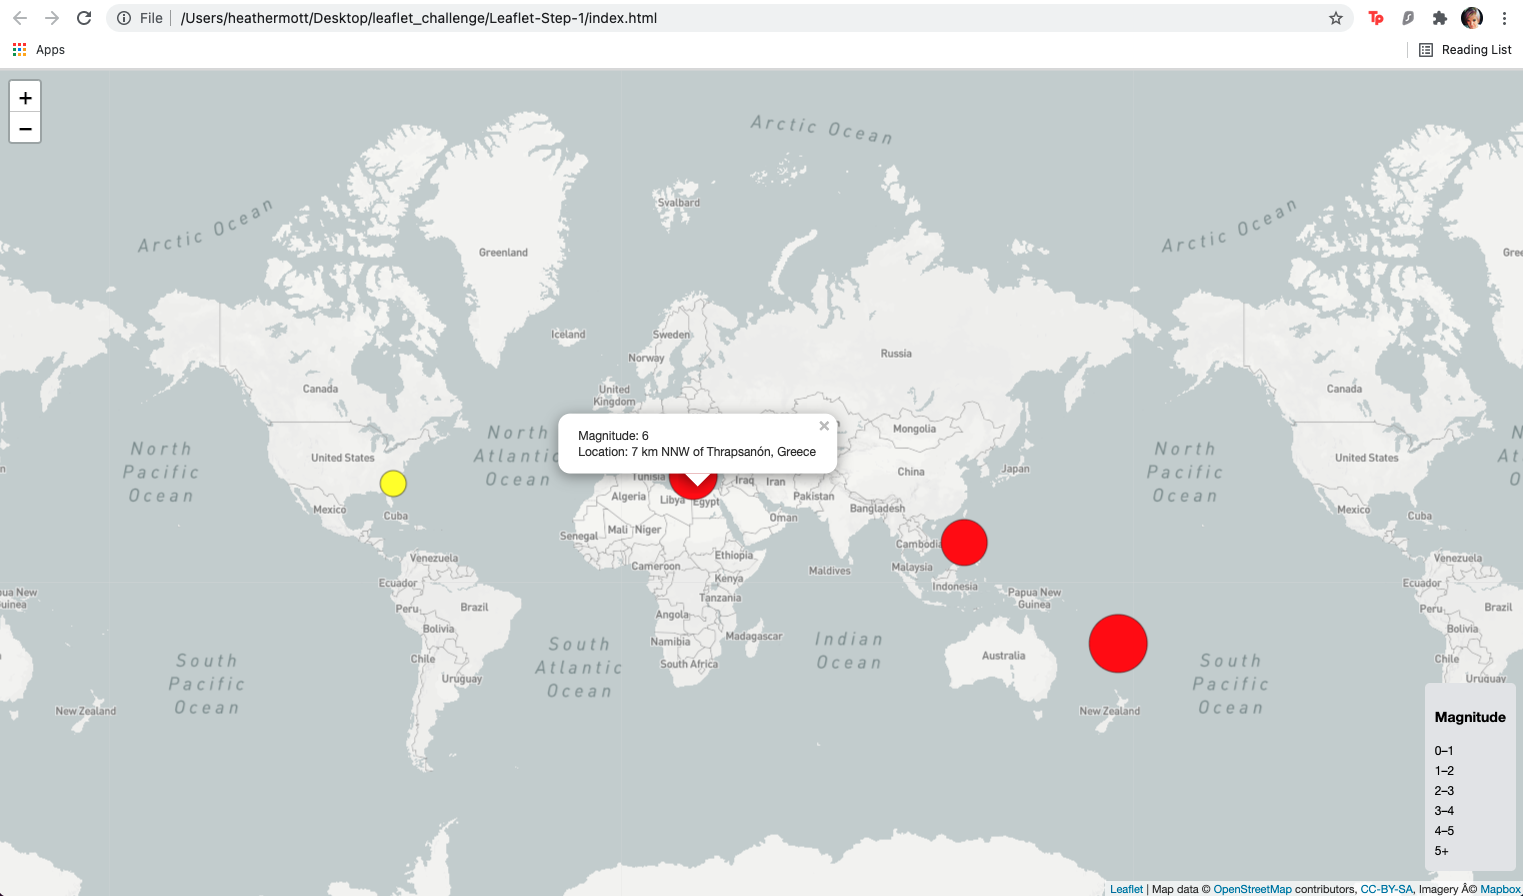 File | /Users/heathermott/Desktop/leaflet_challenge/Leaflet-Step-1/index.html
Tp
Apps
Reading List
+
−
Arctic Ocean
Svalbard
Arctic Ocean
Arctic Ocean
Greenland
Gree
Iceland
Sweden
Norway
Russia
Canada
United
Kingdom
Canada
Mongolia
North
Pacific
Ocean
North
Atlantic
Ocean
Magnitude: 6
Location: 7 km NNW of Thrapsanón, Greece
×
North
Pacific
Ocean
United States
China
Japan
United States
Tunisia
Iraq
Iran
Algeria
Libya
Egypt
Pakistan
Mexico
Cuba
Bangladesh
Oman
Mexico
Cuba
Senegal
Mali
Niger
Cambodia
Venezuela
Ethiopia
Venezuela
Cameroon
Maldives
Malaysia
Ecuador
Kenya
Indonesia
Ecuador
ua New
uinea
Papua New
Guinea
Peru
Brazil
Tanzania
Peru
Brazil
Angola
Bolivia
Bolivia
Namibia
Madagascar
South
Atlantic
Ocean
Indian
Ocean
Chile
South Africa
Australia
Chile
South
Pacific
Ocean
Uruguay
South
Pacific
Ocean
Uruguay
New Zealand
New Zealand
Magnitude
0–1
1–2
2–3
3–4
4–5
5+
Leaflet | Map data © OpenStreetMap contributors, CC-BY-SA, Imagery Â© Mapbox